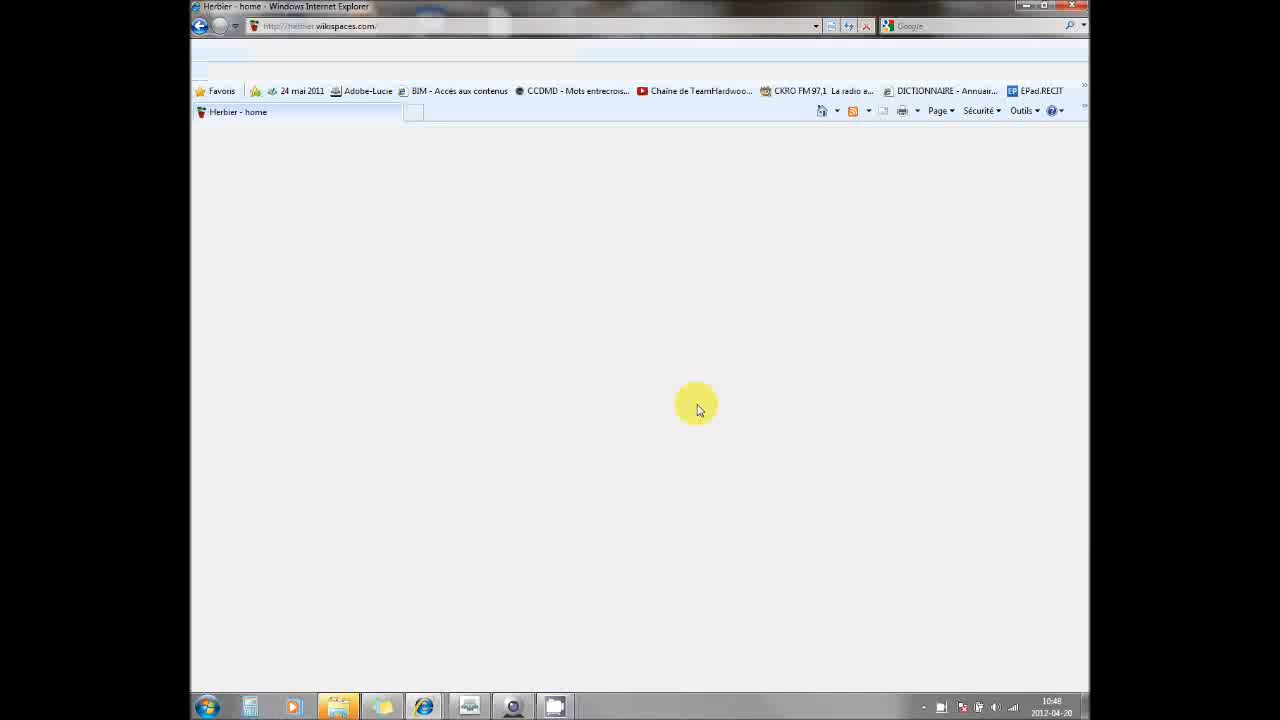 Herbier - home - Windows Internet Explorer
http://herbier.wikispaces.com/
Google
Favoris 24 mai 2011 Adobe-Lucie BIM - Accès aux contenus CCDMD - Mots entrecrois... Chaîne de TeamHardwoo... CKRO FM 97,1 La radio a... DICTIONNAIRE - Annuair... EPad.RECIT
Herbier - home
Page Sécurité Outils
10:48
2012-04-20